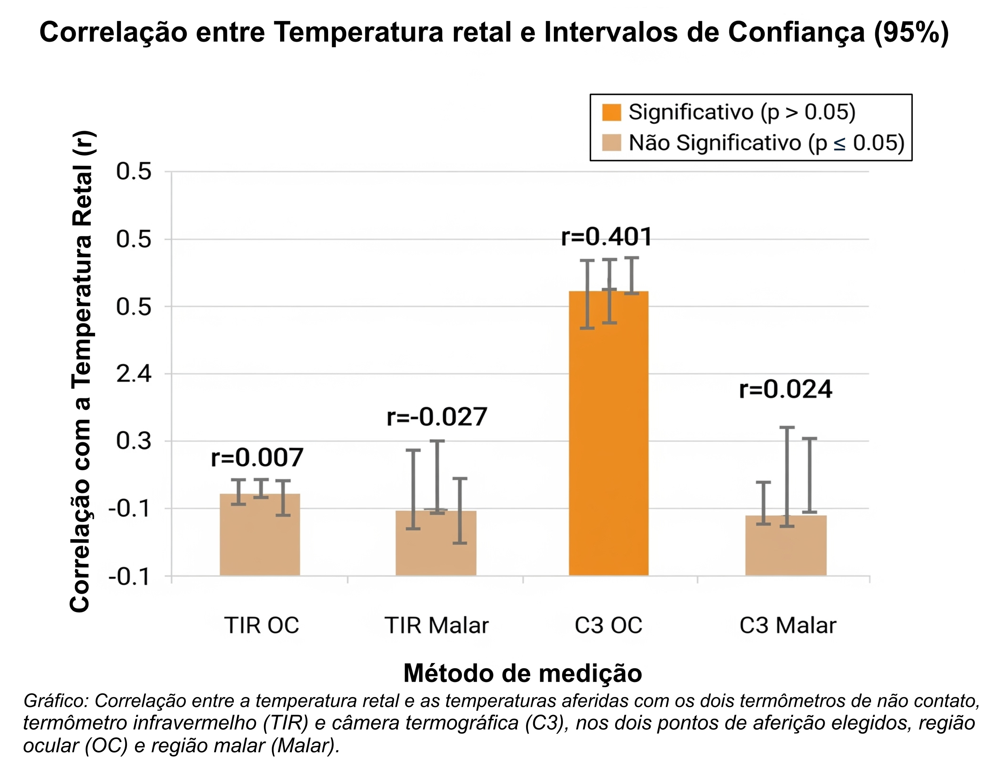 Correlação entre Temperatura retal e Intervalos de Confiança (95%)
Significativo (p > 0.05)
Não Significativo (p ≤ 0.05)
Correlação com a Temperatura Retal (r)
0.5
0.5
0.5
2.4
0.3
-0.1
-0.1
r=0.007
r=-0.027
r=0.401
r=0.024
TIR OC
TIR Malar
C3 OC
C3 Malar
Método de medição
Gráfico: Correlação entre a temperatura retal e as temperaturas aferidas com os dois termômetros de não contato,
termômetro infravermelho (TIR) e câmera termográfica (C3), nos dois pontos de aferição elegidos, região
ocular (OC) e região malar (Malar).